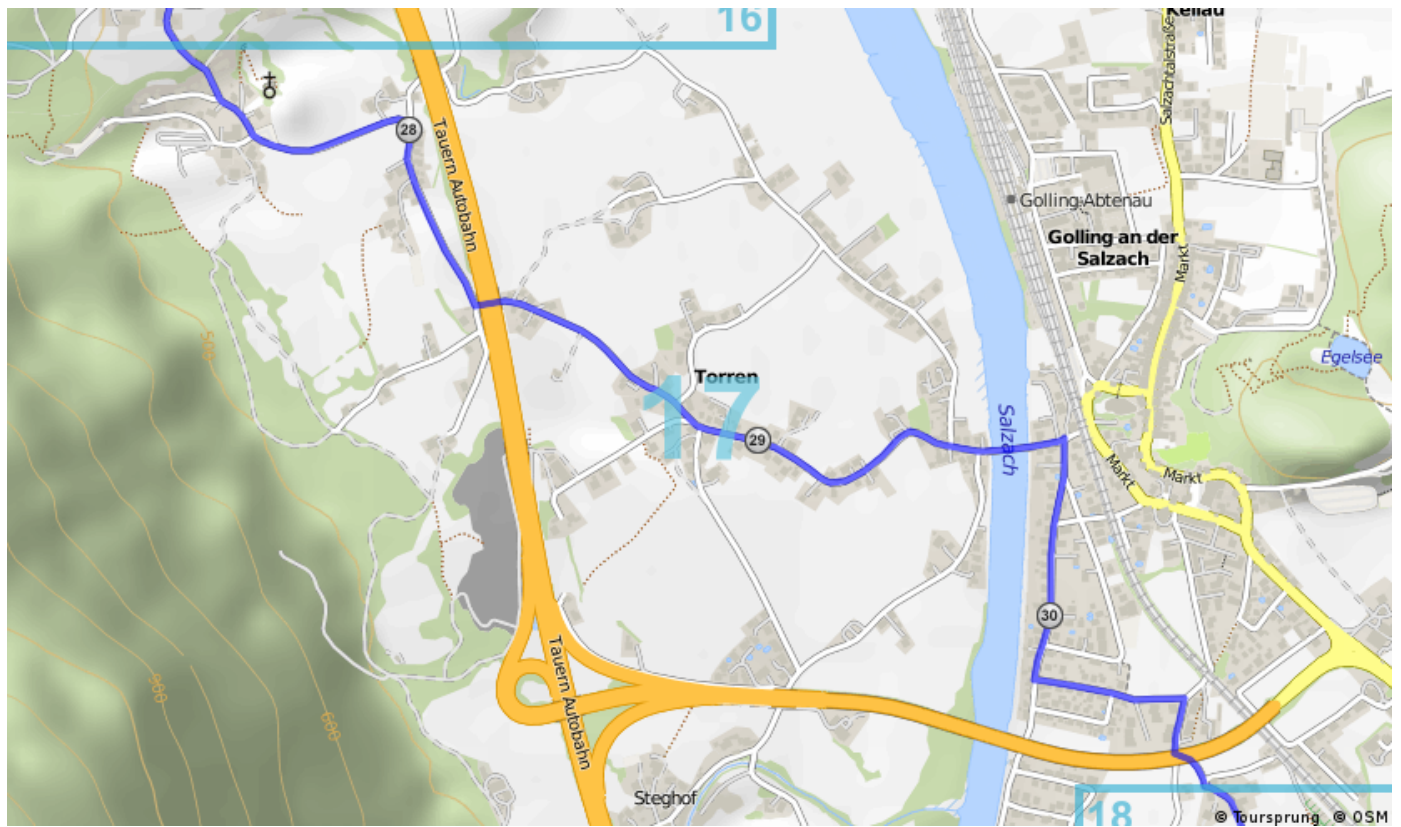 16
Kellau
Salzachtalstraße
28
Tauern Autobahn
Golling-Abtenau
Golling an der
Salzach
Markt
500
Egelsee
Torren
17
29
Salzach
Markt
Markt
30
Tauern Autobahn
900
600
Steghof
18
© Toursprung © OSM